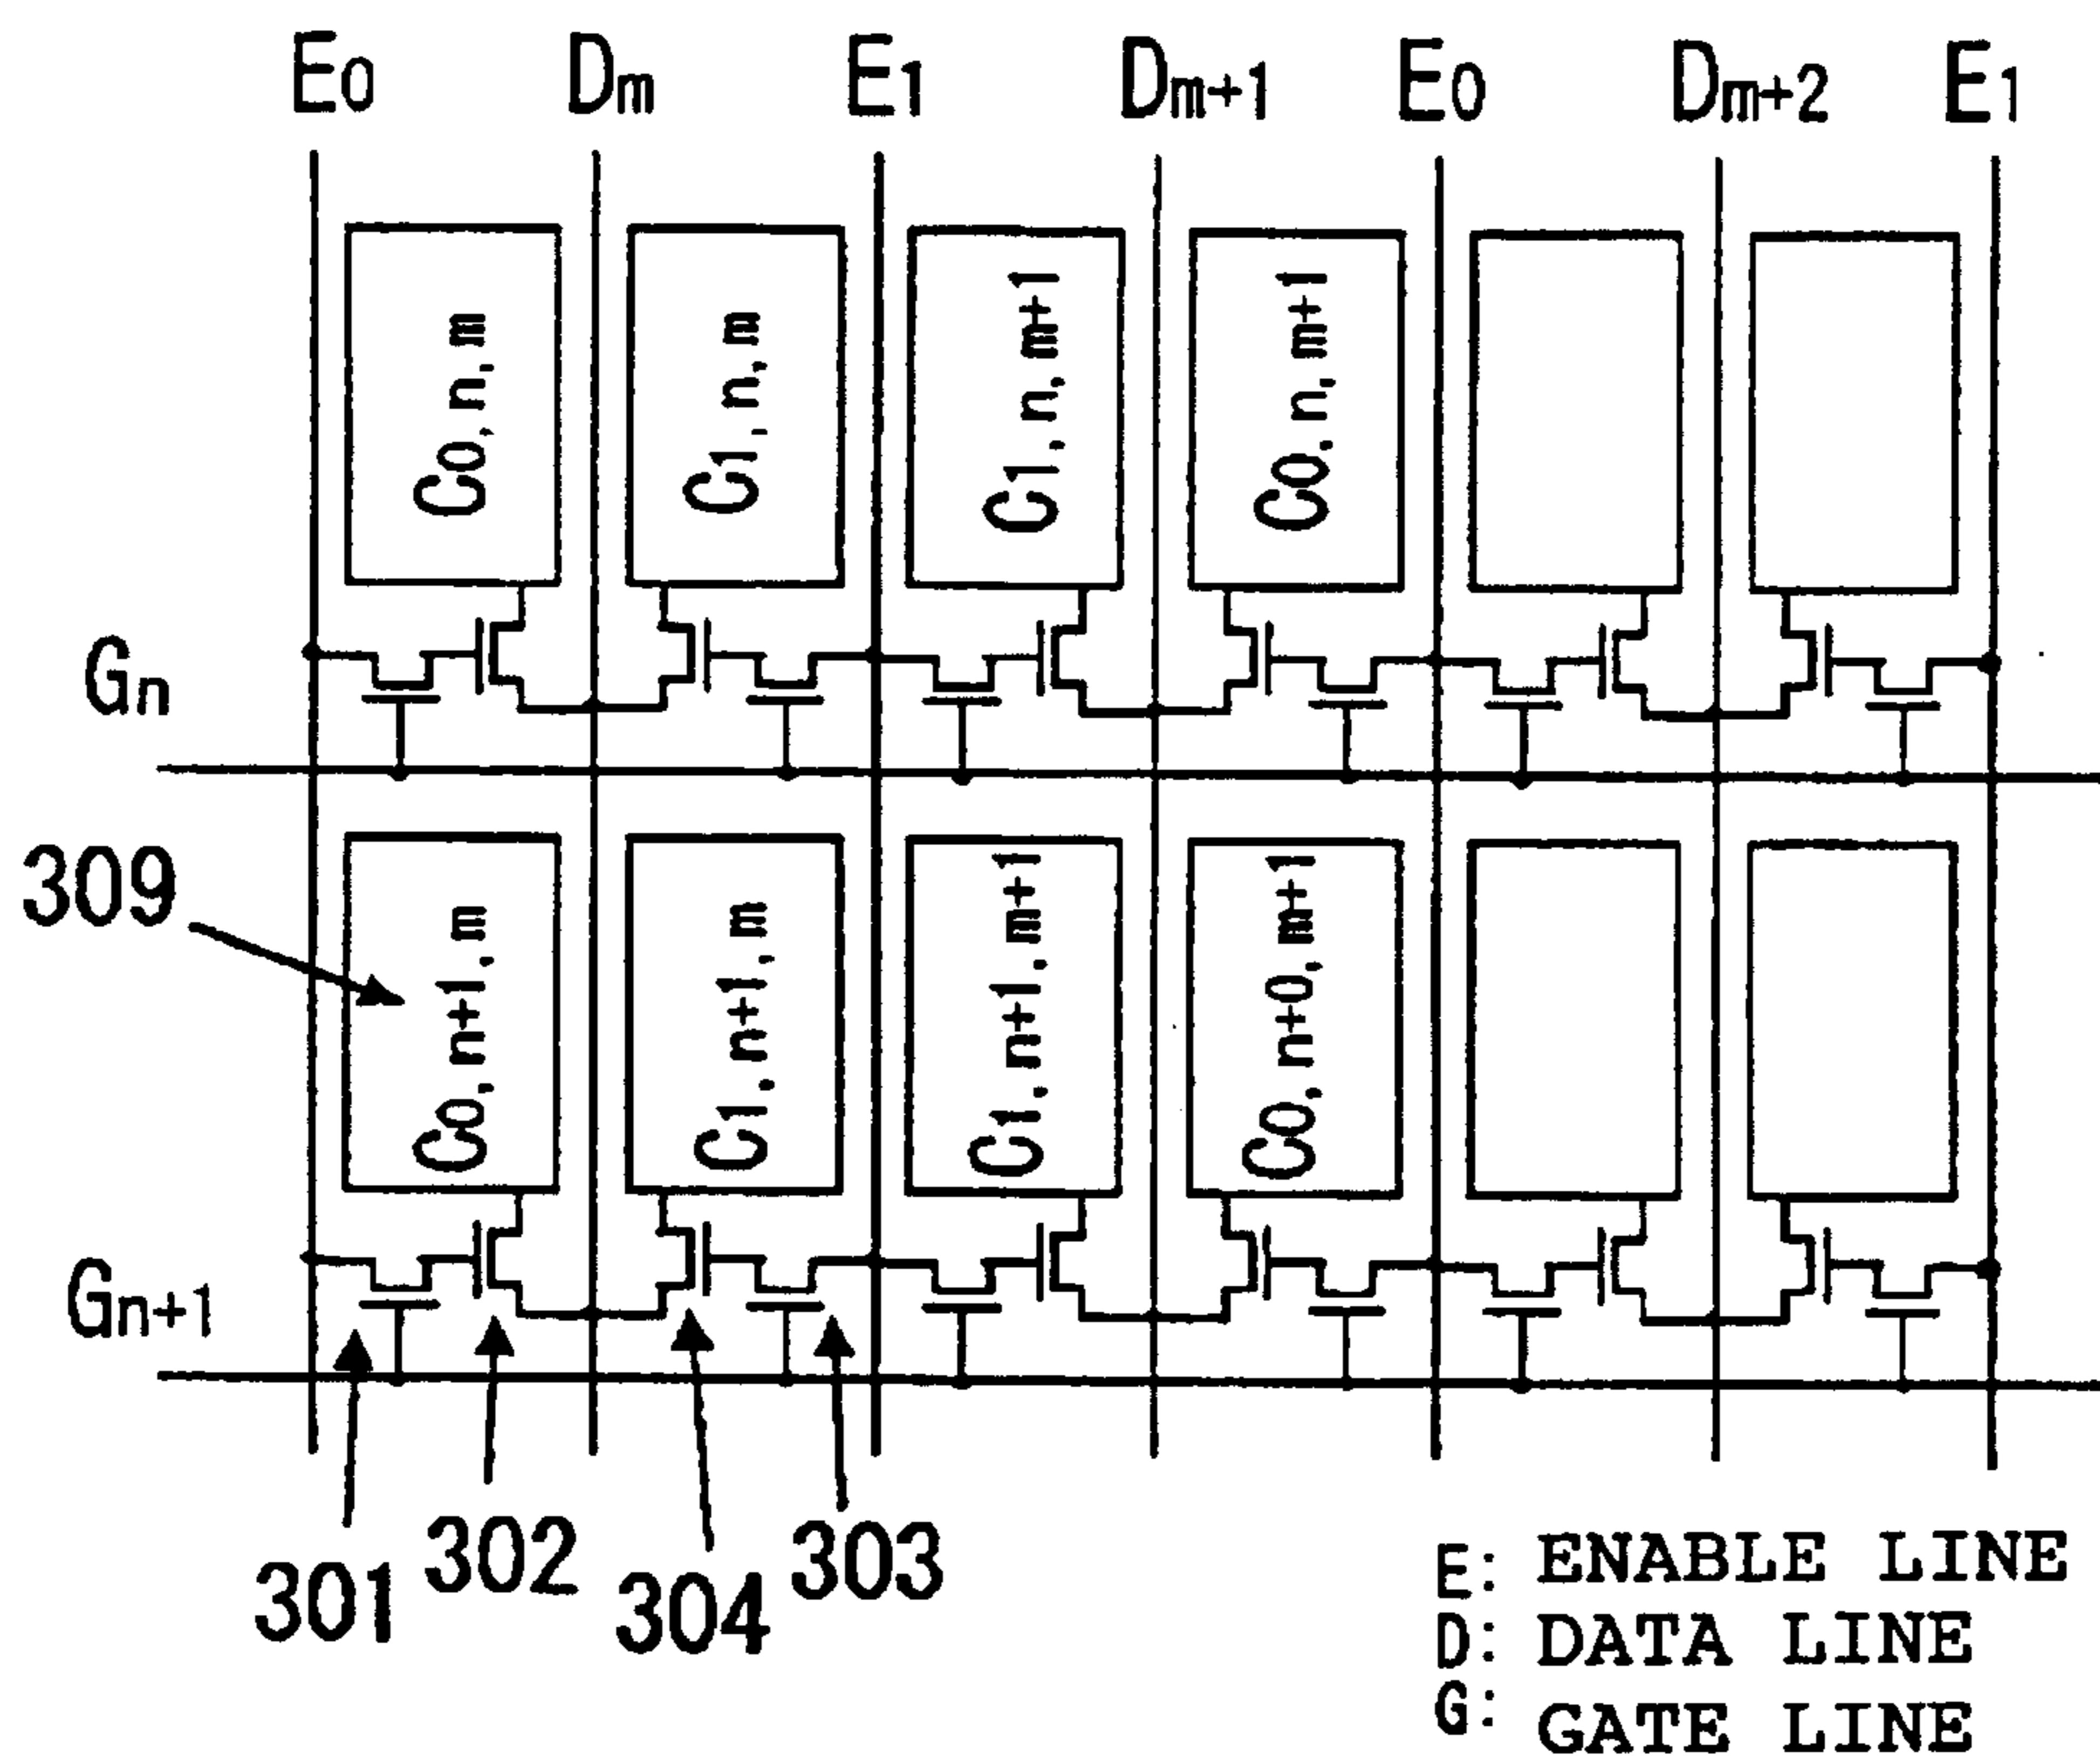 E0 Dm E1 Dm+1 E0 Dm+2 E1
C0,n,m
C1,n,m
C1,n,m+1
C0,n,m+1
Gn
309
C0,n+1,m
C1,n+1,m
C1,n+1,m+1
C0,n+0,m+1
Gn+1
301
302
304
303
E: ENABLE LINE
D: DATA LINE
G: GATE LINE